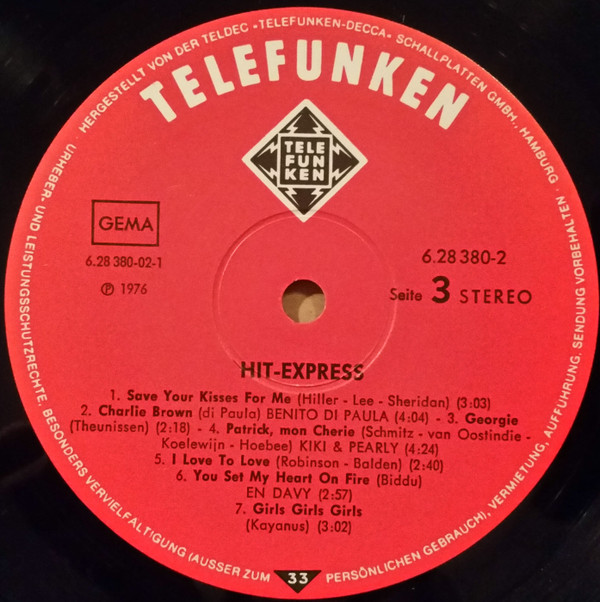 HERGESTELLT VON DER TELDEC »TELEFUNKEN-DECCA« SCHALLPLATTEN GMBH., HAMBURG ·
URHEBER- UND LEISTUNGSSCHUTZRECHTE, BESONDERS VERVIELFÄLTIGUNG (AUSSER ZUM PERSÖNLICHEN GEBRAUCH), VERMIETUNG, AUFFÜHRUNG, SENDUNG VORBEHALTEN
TELEFUNKEN
TELE
FUN
KEN
GEMA
6.28 380-02-1
℗ 1976
6.28 380-2
Seite 3 STEREO
HIT-EXPRESS
1. Save Your Kisses For Me (Hiller - Lee - Sheridan) (3:03)
2. Charlie Brown (di Paula) BENITO DI PAULA (4:04) - 3. Georgie
(Theunissen) (2:18) - 4. Patrick, mon Cherie (Schmitz - van Oostindie -
Koelewijn - Hoebee) KIKI & PEARLY (4:24)
5. I Love To Love (Robinson - Balden) (2:40)
6. You Set My Heart On Fire (Biddu)
EN DAVY (2:57)
7. Girls Girls Girls
(Kayanus) (3:02)
33